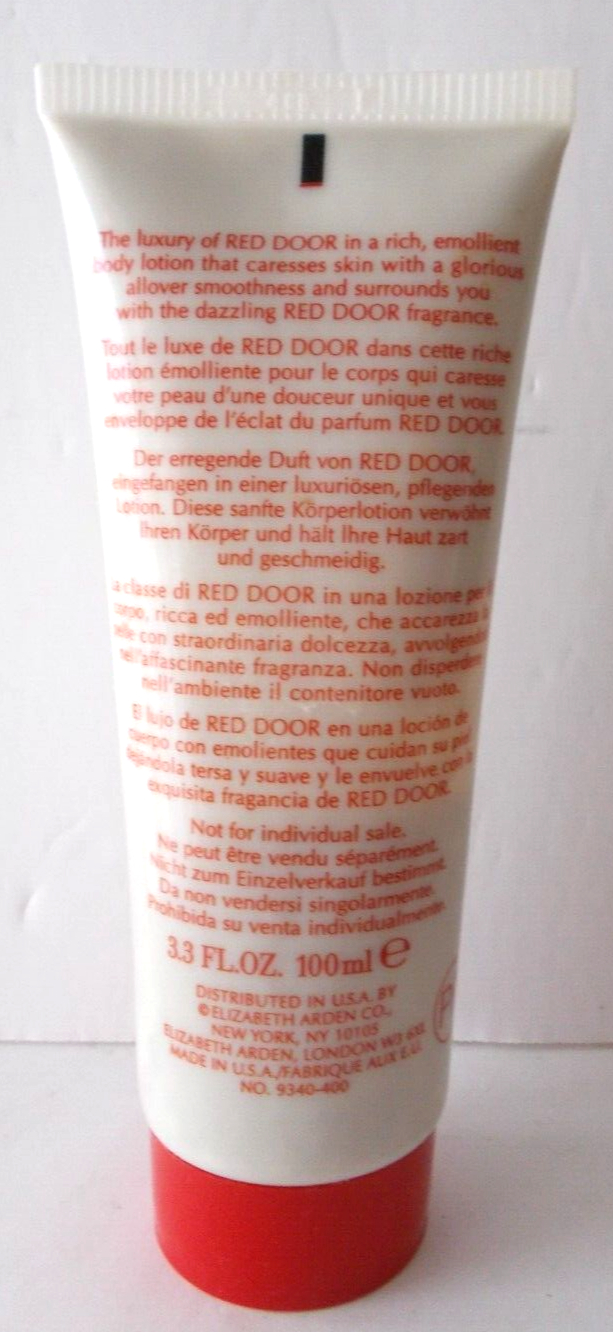 The luxury of RED DOOR in a rich, emollient
body lotion that caresses skin with a glorious
allover smoothness and surrounds you
with the dazzling RED DOOR fragrance.
Tout le luxe de RED DOOR dans cette riche
lotion émolliente pour le corps qui caresse
votre peau d'une douceur unique et vous
enveloppe de l'éclat du parfum RED DOOR.
Der erregende Duft von RED DOOR,
eingefangen in einer luxuriösen, pflegenden
Lotion. Diese sanfte Körperlotion verwöhnt
Ihren Körper und hält Ihre Haut zart
und geschmeidig.
a classe di RED DOOR in una lozione per
corpo, ricca ed emolliente, che accarezza la
pelle con straordinaria dolcezza, avvolgendo
nell'affascinante fragranza. Non disperdere
nell'ambiente il contenitore vuoto.
El lujo de RED DOOR en una loción de
cuerpo con emolientes que cuidan su piel
dejándola tersa y suave y le envuelve con la
exquisita fragancia de RED DOOR.
Not for individual sale.
Ne peut être vendu séparément.
Nicht zum Einzelverkauf bestimmt.
Da non vendersi singolarmente.
Prohibida su venta individualmente.
3.3 FL.OZ. 100ml e
DISTRIBUTED IN U.S.A. BY
©ELIZABETH ARDEN CO.,
NEW YORK, NY 10105
ELIZABETH ARDEN, LONDON W3 6XL
MADE IN U.S.A./FABRIQUE AUX E.U.
NO. 9340-400